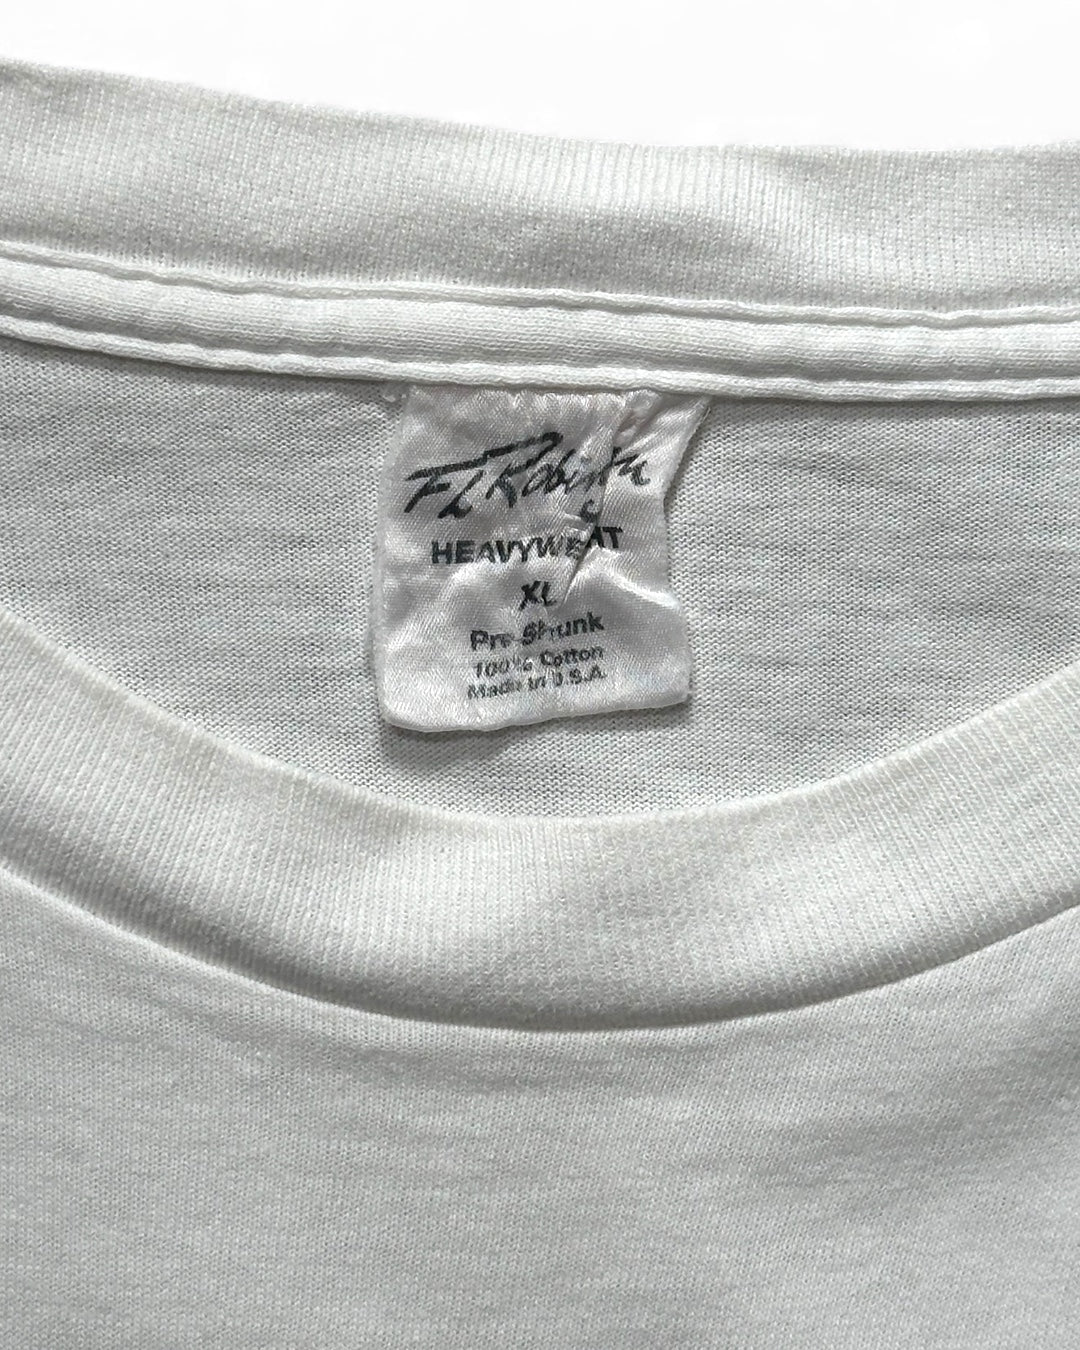 HEAVYWEAT
XL
Pre-Shrunk
100% Cotton
Made in U.S.A.